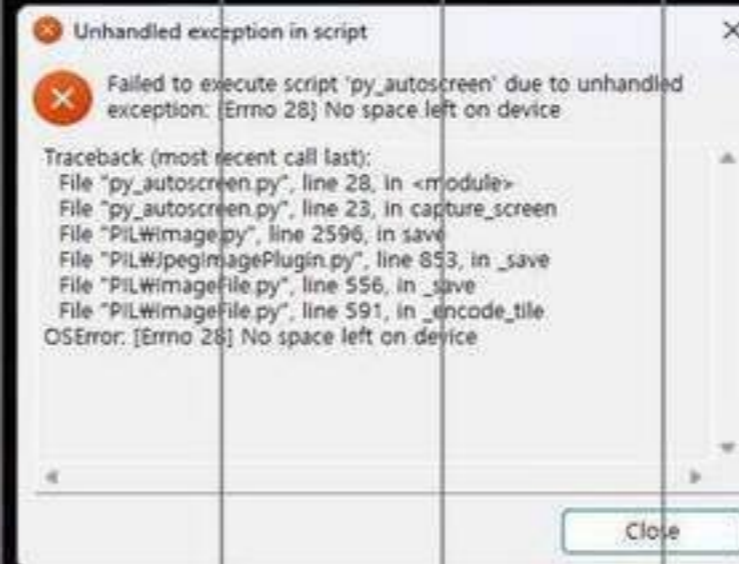 Unhandled exception in script
Failed to execute script 'py_autoscreen' due to unhandled
exception: [Errno 28] No space left on device
Traceback (most recent call last):
File "py_autoscreen.py", line 28, in <module>
File "py_autoscreen.py", line 23, in capture_screen
File "PIL₩Image.py", line 2596, in save
File "PIL₩JpegImagePlugin.py", line 853, in _save
File "PIL₩ImageFile.py", line 556, in _save
File "PIL₩ImageFile.py", line 591, in _encode_tile
OSError: [Errno 28] No space left on device
Close